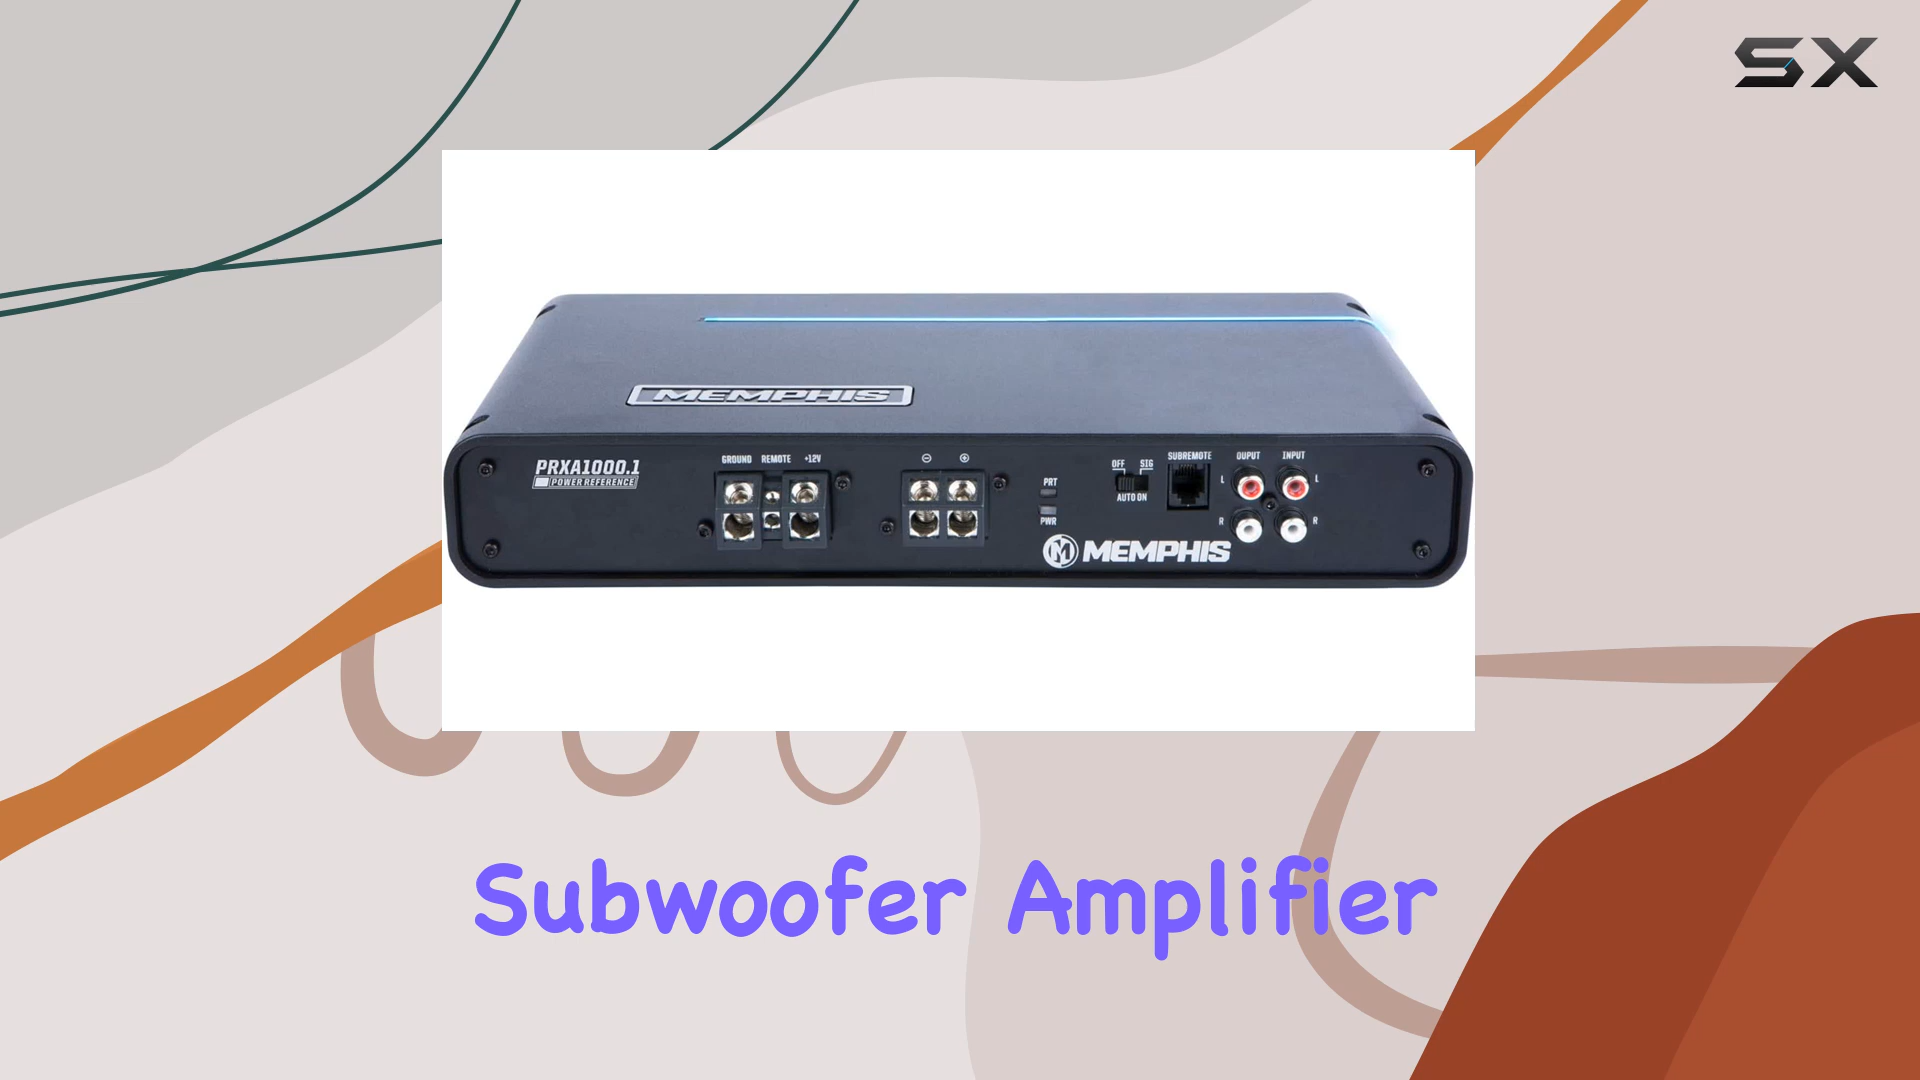 SX
MEMPHIS
PRXA1000.1
POWER REFERENCE
GROUND REMOTE +12V
PRT
PWR
OFF SIG
AUTO ON
SUBREMOTE
OUPUT INPUT
L L
R R
M MEMPHIS
Subwoofer Amplifier